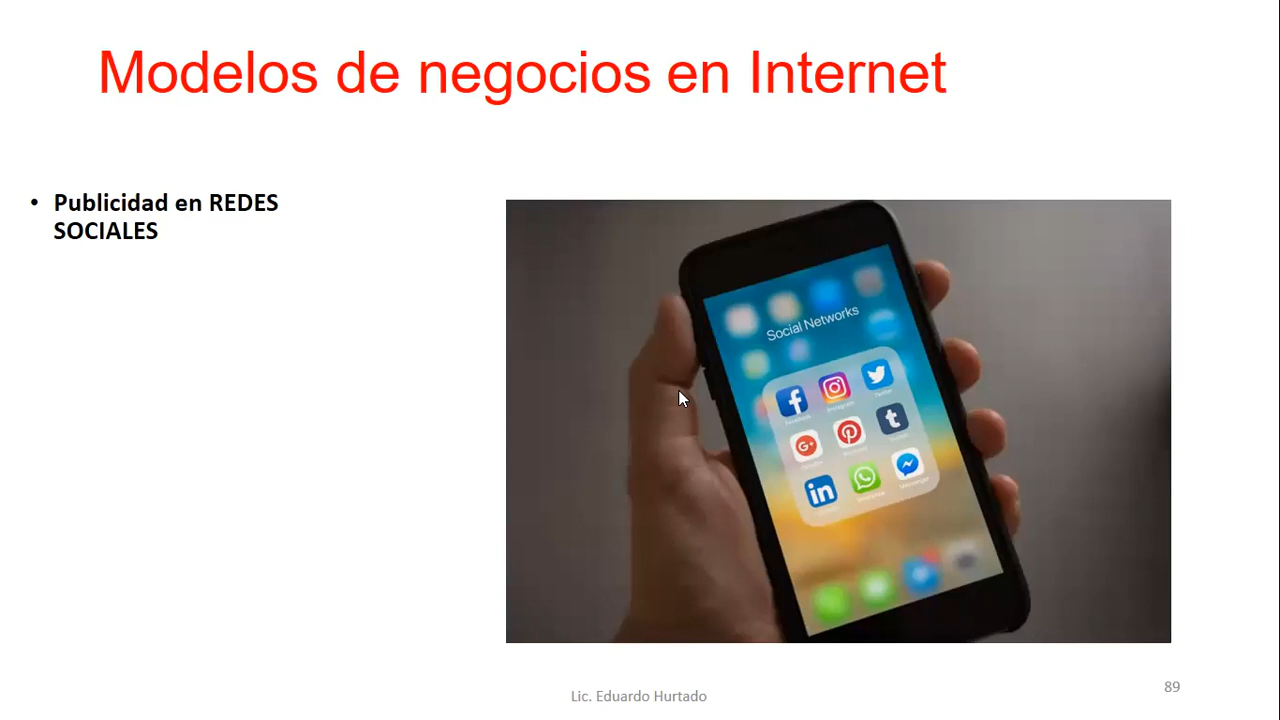 Modelos de negocios en Internet
• Publicidad en REDES
SOCIALES
Social Networks
Lic. Eduardo Hurtado
89